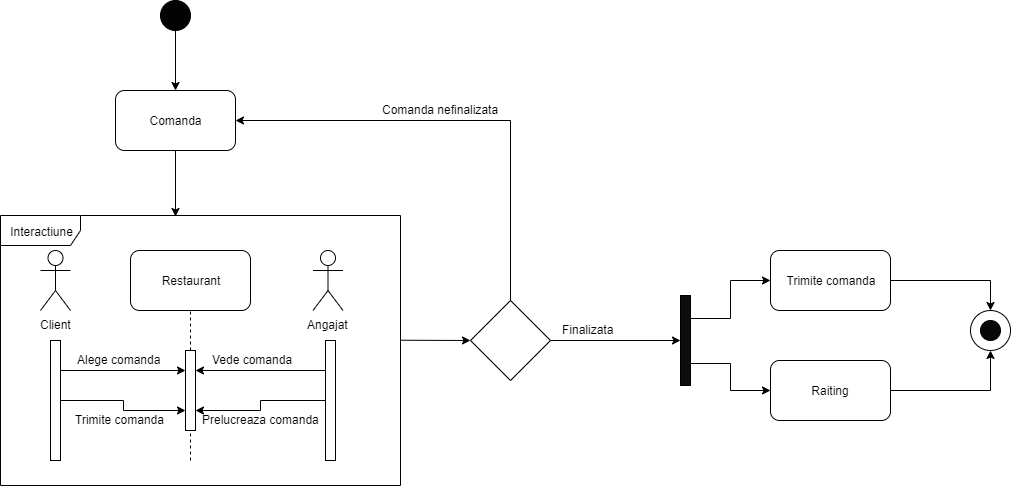 Comanda
Comanda nefinalizata
Interactiune
Restaurant
Client
Angajat
Alege comanda
Vede comanda
Trimite comanda
Prelucreaza comanda
Finalizata
Trimite comanda
Raiting